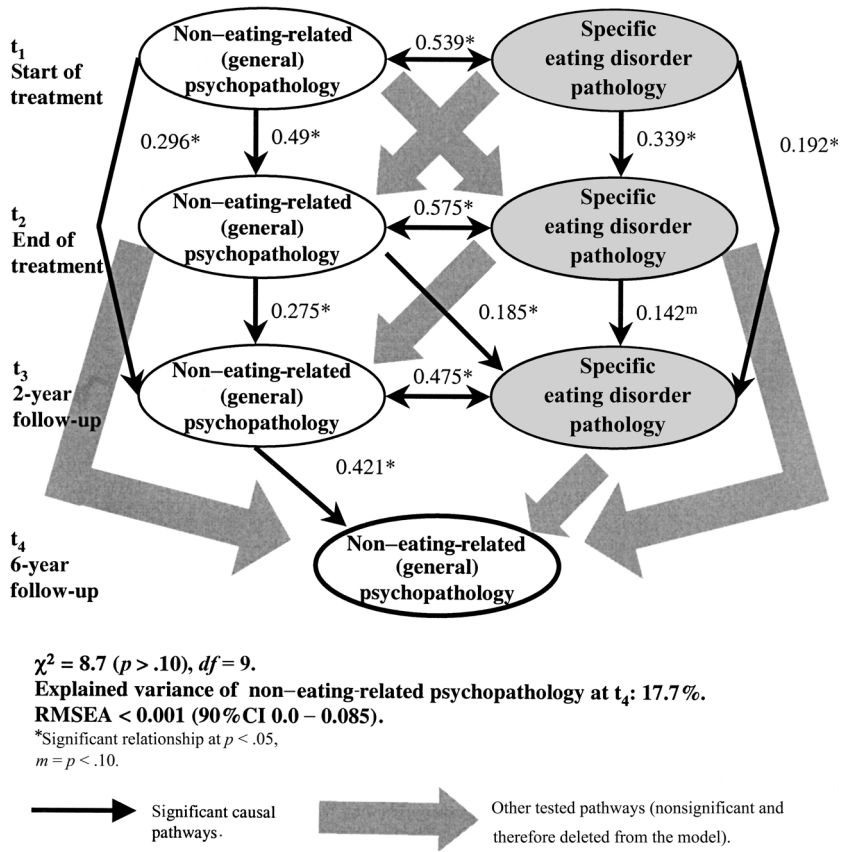 t1
Start of
treatment
Non–eating-related
(general)
psychopathology
0.539*
Specific
eating disorder
pathology
0.296*
0.49*
0.339*
0.192*
t2
End of
treatment
Non–eating-related
(general)
psychopathology
0.575*
Specific
eating disorder
pathology
0.275*
0.185*
0.142m
t3
2-year
follow-up
Non–eating-related
(general)
psychopathology
0.475*
Specific
eating disorder
pathology
0.421*
t4
6-year
follow-up
Non–eating-related
(general)
psychopathology
χ2 = 8.7 (p > .10), df = 9.
Explained variance of non–eating-related psychopathology at t4: 17.7%.
RMSEA < 0.001 (90%CI 0.0 – 0.085).
*Significant relationship at p < .05,
m = p < .10.
Significant causal
pathways.
Other tested pathways (nonsignificant and
therefore deleted from the model).